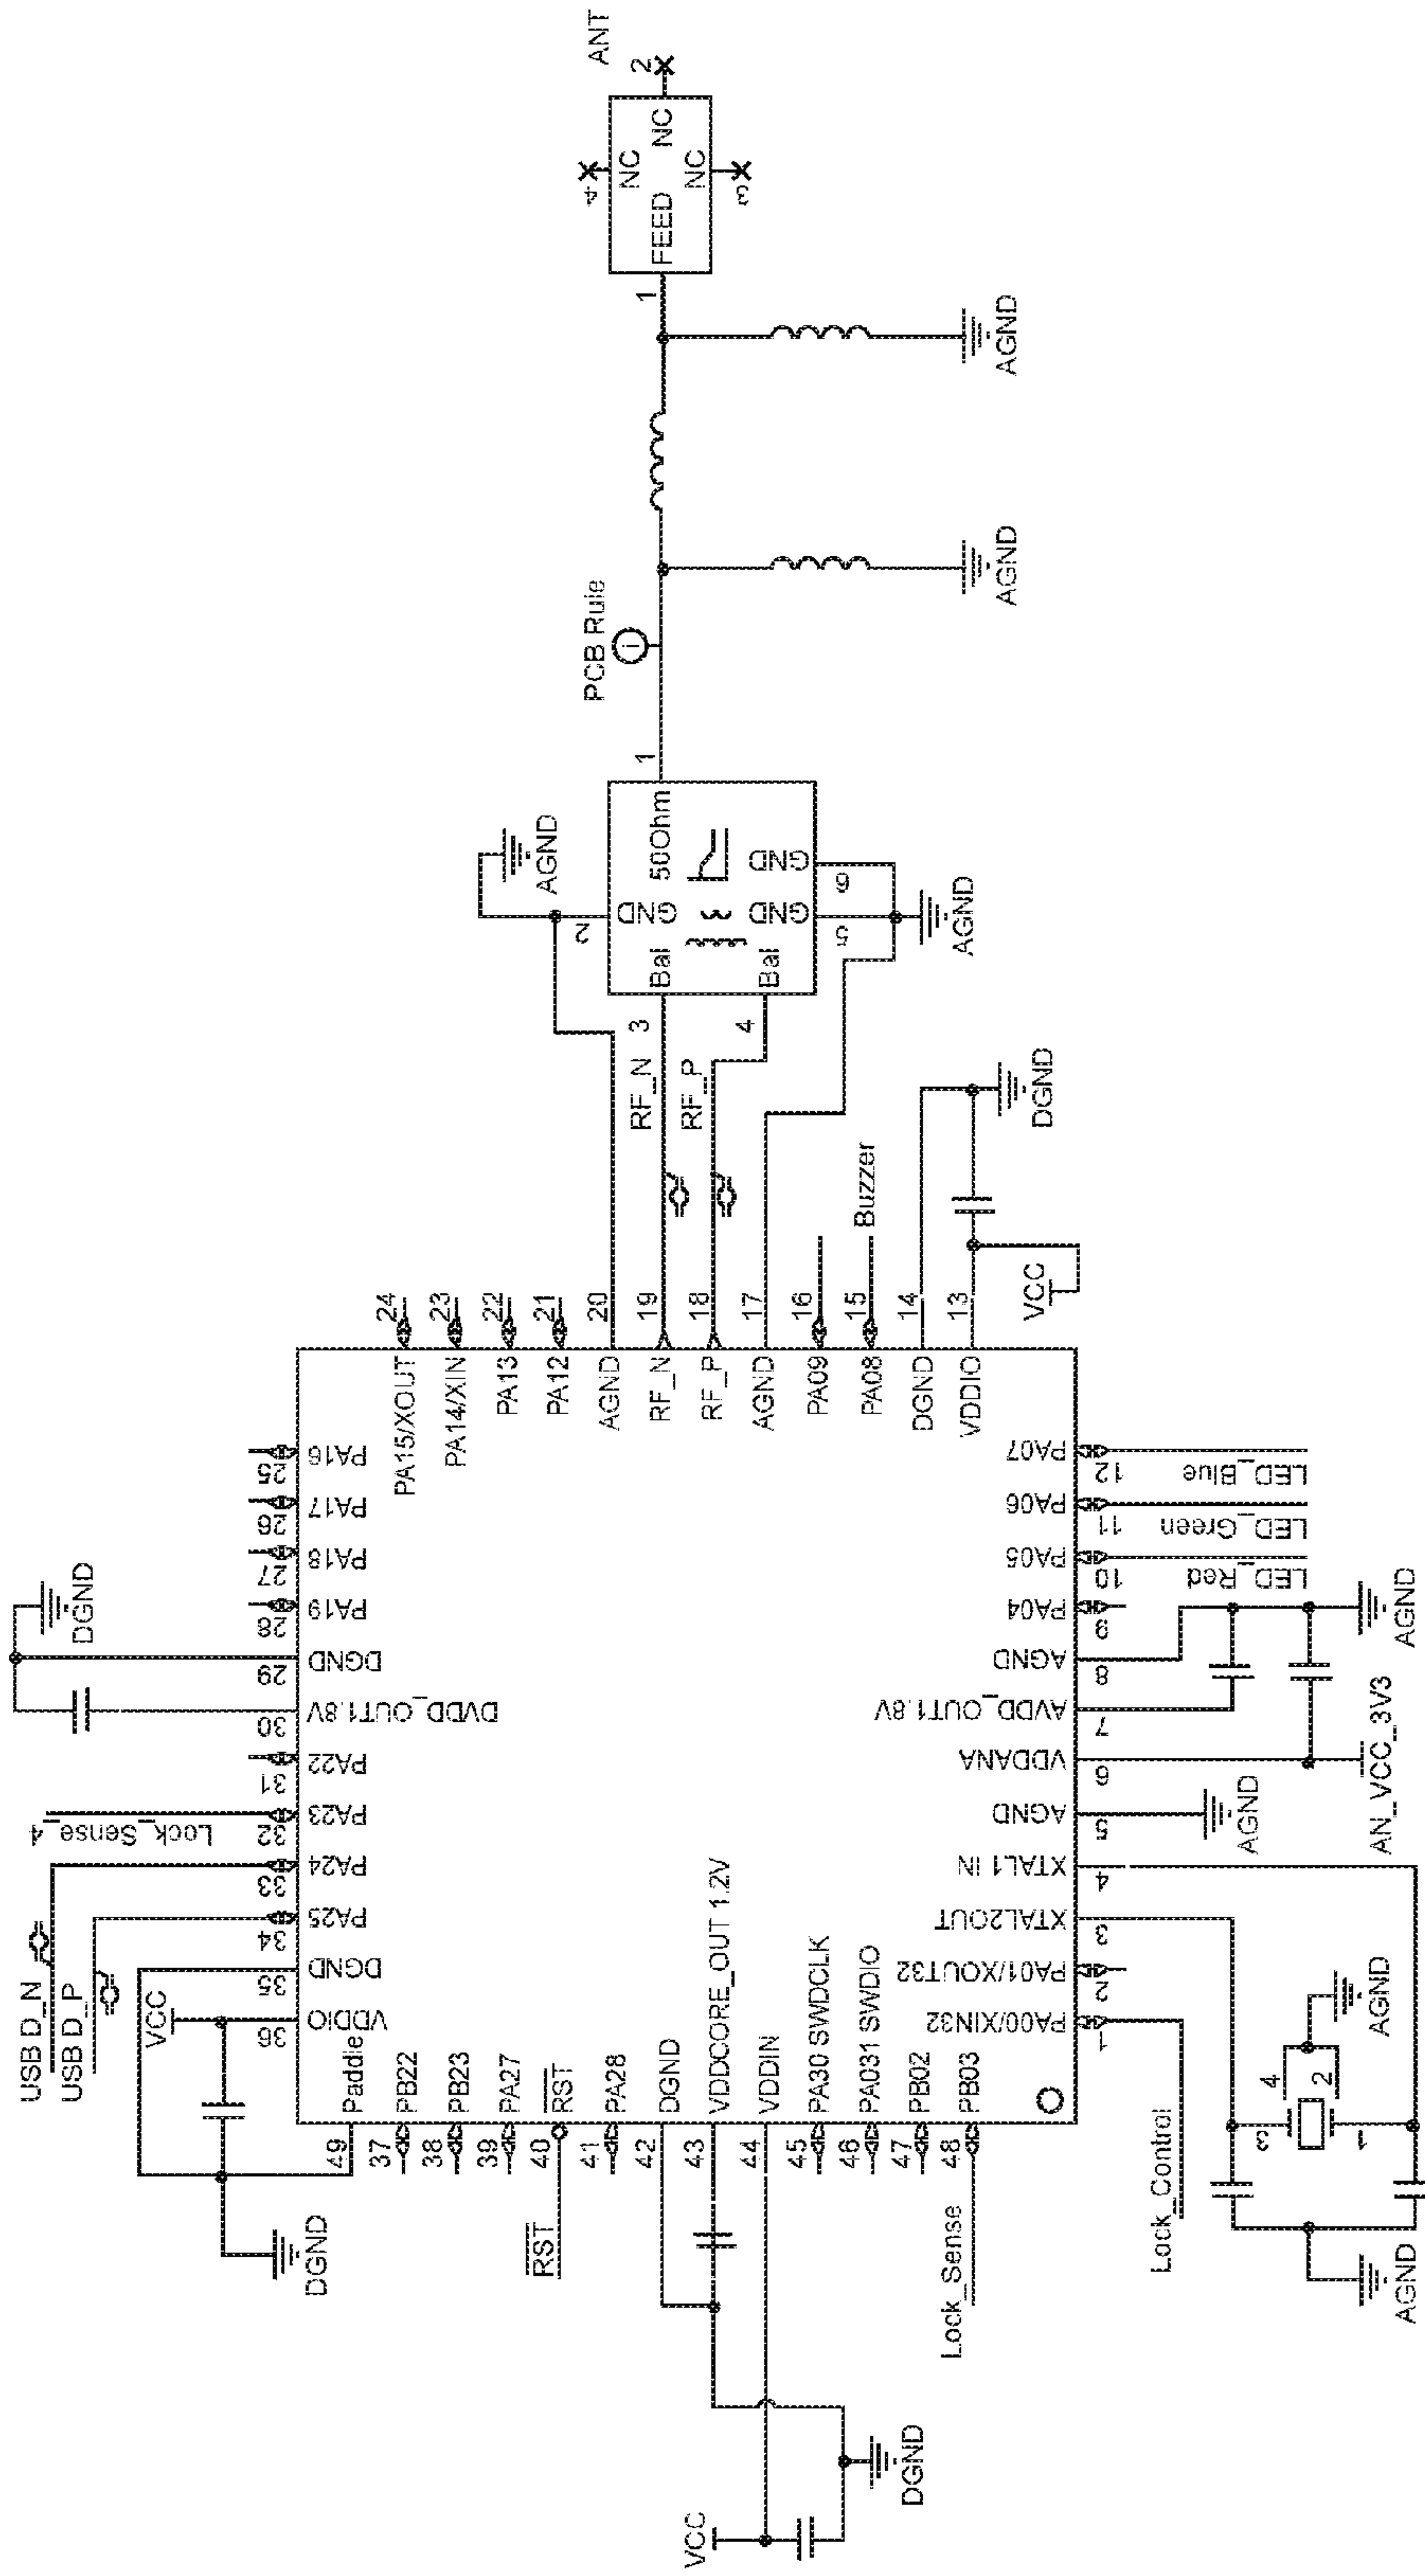 USB D_N
USB D_P
VCC
DGND
Lock_Sense_4
DGND
36 VDDIO
35 DGND
34 PA25
33 PA24
32 PA23
31 PA22
30 DVDD_OUT1.8V
29 DGND
28 PA19
27 PA18
26 PA17
25 PA16
49 Paddle
37 PB22
38 PB23
39 PA27
RST 40 RST
41 PA28
42 DGND
43 VDDCORE_OUT 1.2V
44 VDDIN
45 PA30 SWDCLK
46 PA031 SWDIO
47 PB02
Lock_Sense 48 PB03
VCC
DGND
PA15/XOUT 24
PA14/XIN 23
PA13 22
PA12 21
AGND 20
RF_N 19 RF_N
RF_P 18 RF_P
AGND 17
PA09 16
PA08 15 Buzzer
DGND 14
VDDIO 13
VCC
DGND
AGND
2 GND
3 Bal
4 Bal
50Ohm 1
GND 5
GND 6
AGND
PCB Rule
AGND
AGND
1 FEED
NC 4
NC 2
NC 3
ANT
PA00/XIN32 1
PA01/XOUT32 2
XTAL2OUT 3
XTAL1 IN 4
AGND 5
VDDANA 6
AVDD_OUT1.8V 7
AGND 8
PA04 9
PA05 10
PA06 11
PA07 12
Lock_Control
LED_Red
LED_Green
LED_Blue
AGND
3
4
2
1
AGND
AGND
AN_VCC_3V3
AGND